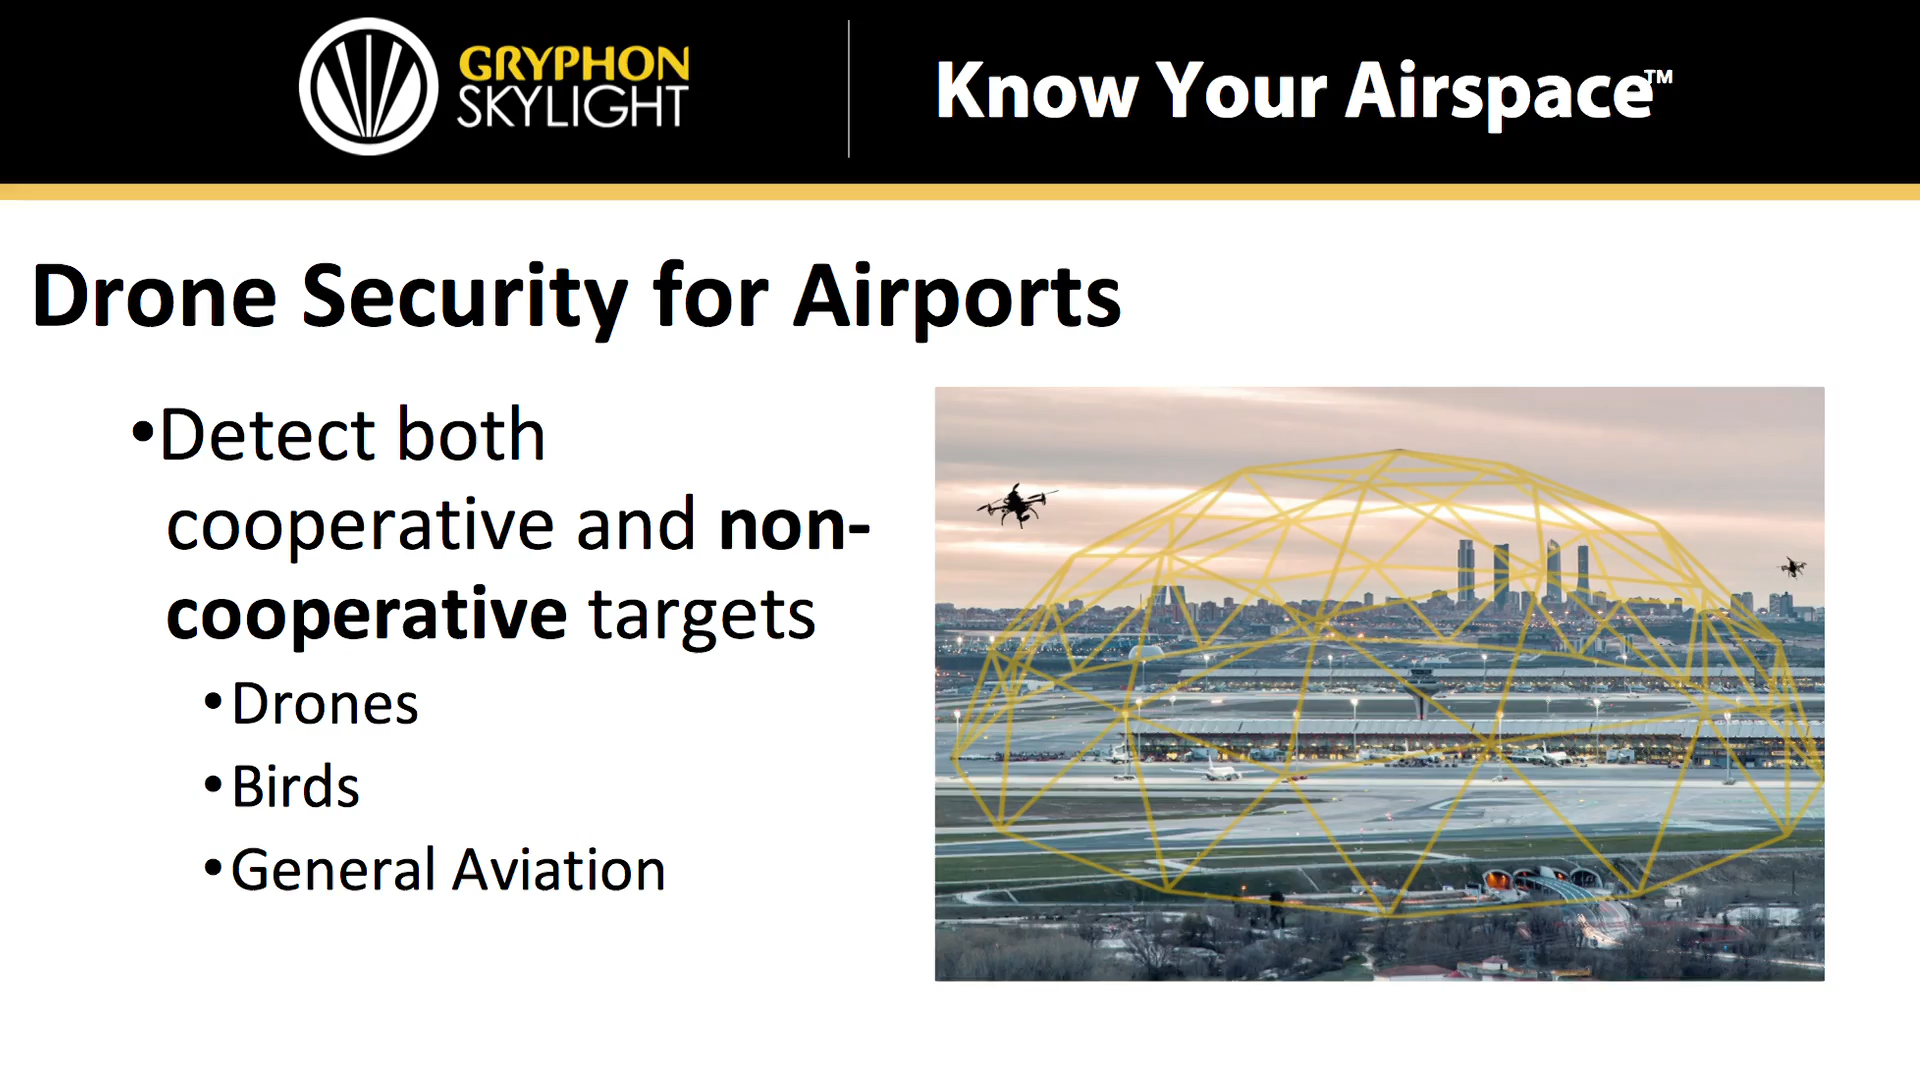 GRYPHON
SKYLIGHT
Know Your Airspace™
Drone Security for Airports
•Detect both
cooperative and non-
cooperative targets
•Drones
•Birds
•General Aviation